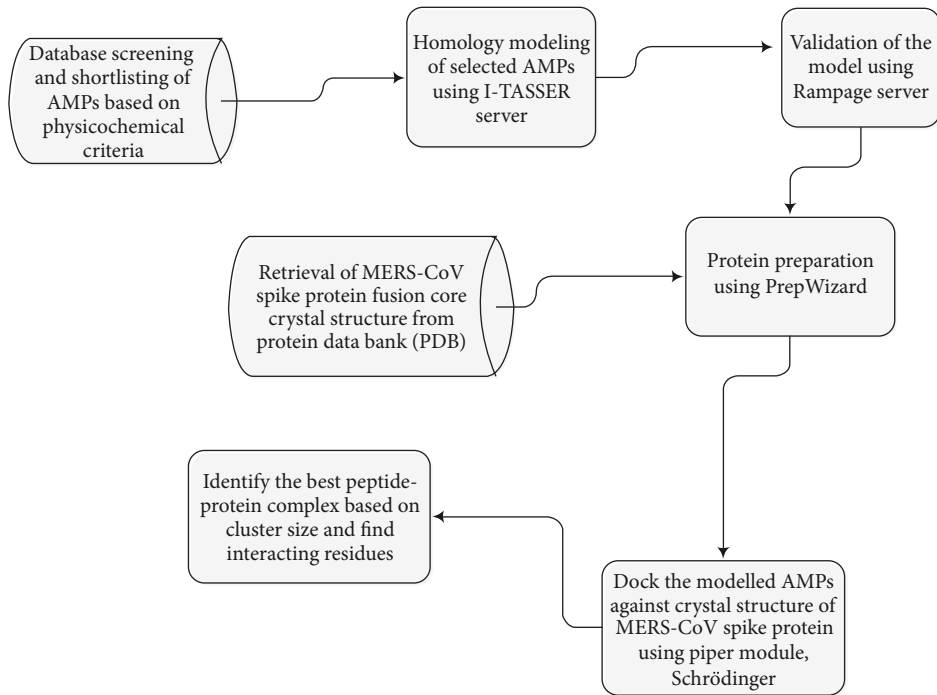 Database screening
and shortlisting of
AMPs based on
physicochemical
criteria
Homology modeling
of selected AMPs
using I-TASSER
server
Validation of the
model using
Rampage server
Retrieval of MERS-CoV
spike protein fusion core
crystal structure from
protein data bank (PDB)
Protein preparation
using PrepWizard
Identify the best peptide-
protein complex based on
cluster size and find
interacting residues
Dock the modelled AMPs
against crystal structure of
MERS-CoV spike protein
using piper module,
Schrödinger